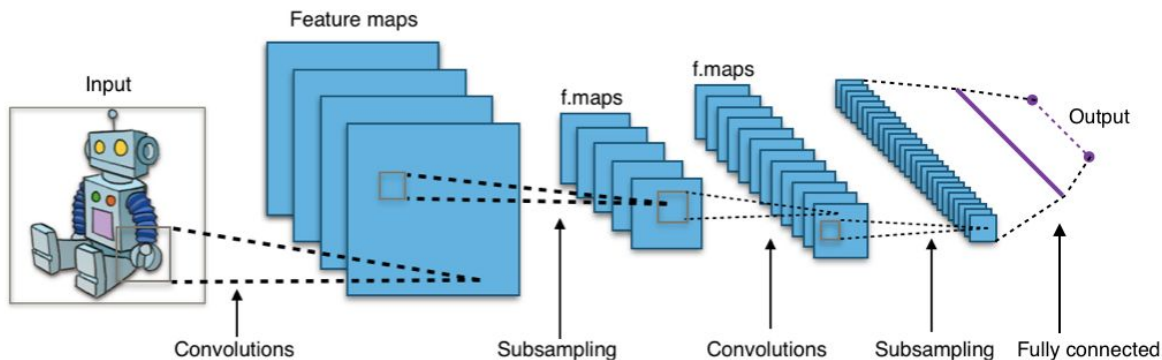 Feature maps
Input
f.maps
f.maps
Output
Convolutions
Subsampling
Convolutions
Subsampling
Fully connected